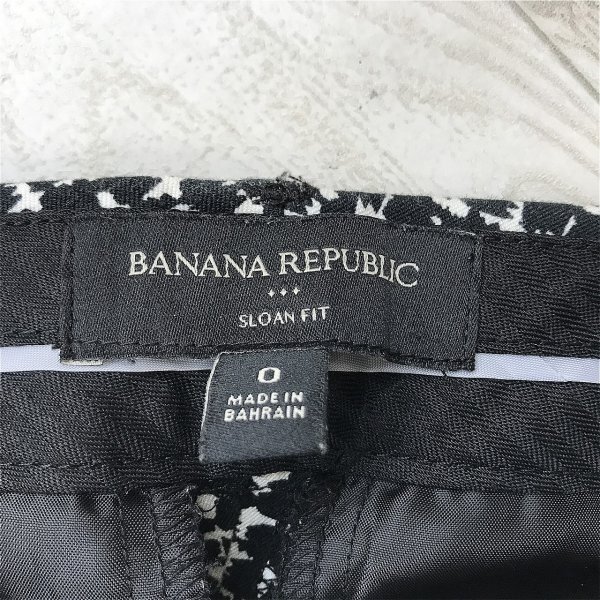 BANANA REPUBLIC
SLOAN FIT
0
MADE IN
BAHRAIN